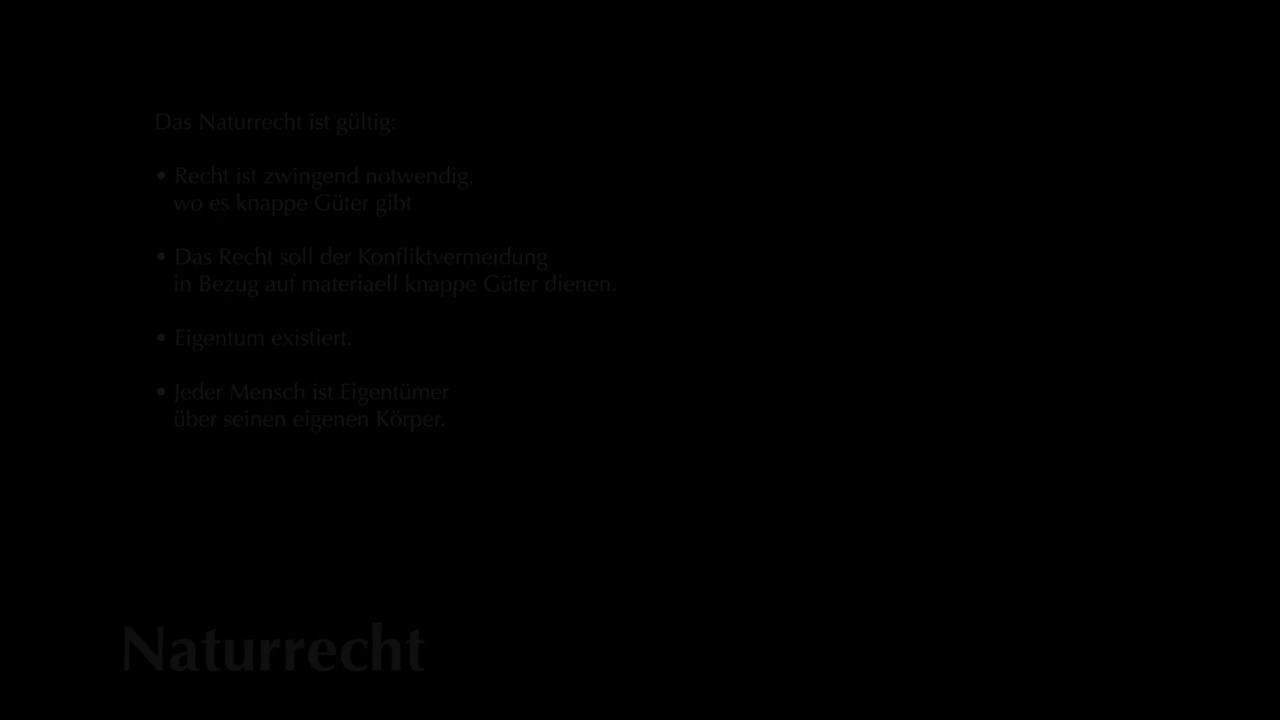 Das Naturrecht ist gültig:
• Recht ist zwingend notwendig,
wo es knappe Güter gibt
• Das Recht soll der Konfliktvermeidung
in Bezug auf materiaell knappe Güter dienen.
• Eigentum existiert.
• Jeder Mensch ist Eigentümer
über seinen eigenen Körper.
Naturrecht